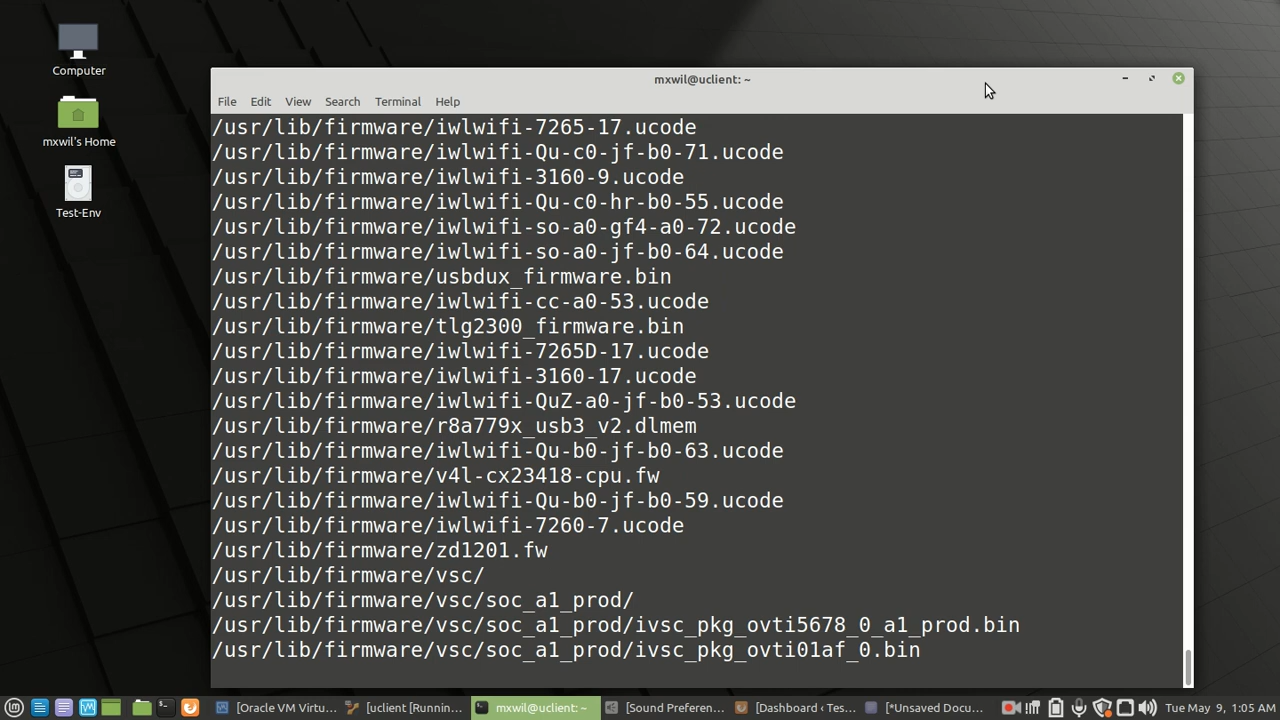 Computer
mxwil's Home
Test-Env
mxwil@uclient: ~
File Edit View Search Terminal Help
/usr/lib/firmware/iwlwifi-7265-17.ucode
/usr/lib/firmware/iwlwifi-Qu-c0-jf-b0-71.ucode
/usr/lib/firmware/iwlwifi-3160-9.ucode
/usr/lib/firmware/iwlwifi-Qu-c0-hr-b0-55.ucode
/usr/lib/firmware/iwlwifi-so-a0-gf4-a0-72.ucode
/usr/lib/firmware/iwlwifi-so-a0-jf-b0-64.ucode
/usr/lib/firmware/usbdux_firmware.bin
/usr/lib/firmware/iwlwifi-cc-a0-53.ucode
/usr/lib/firmware/tlg2300_firmware.bin
/usr/lib/firmware/iwlwifi-7265D-17.ucode
/usr/lib/firmware/iwlwifi-3160-17.ucode
/usr/lib/firmware/iwlwifi-QuZ-a0-jf-b0-53.ucode
/usr/lib/firmware/r8a779x_usb3_v2.dlmem
/usr/lib/firmware/iwlwifi-Qu-b0-jf-b0-63.ucode
/usr/lib/firmware/v4l-cx23418-cpu.fw
/usr/lib/firmware/iwlwifi-Qu-b0-jf-b0-59.ucode
/usr/lib/firmware/iwlwifi-7260-7.ucode
/usr/lib/firmware/zd1201.fw
/usr/lib/firmware/vsc/
/usr/lib/firmware/vsc/soc_a1_prod/
/usr/lib/firmware/vsc/soc_a1_prod/ivsc_pkg_ovti5678_0_a1_prod.bin
/usr/lib/firmware/vsc/soc_a1_prod/ivsc_pkg_ovti01af_0.bin
[Oracle VM Virtu... [uclient [Runnin... mxwil@uclient: ~ [Sound Preferen... [Dashboard ‹ Tes... [*Unsaved Docu... Tue May 9, 1:05 AM